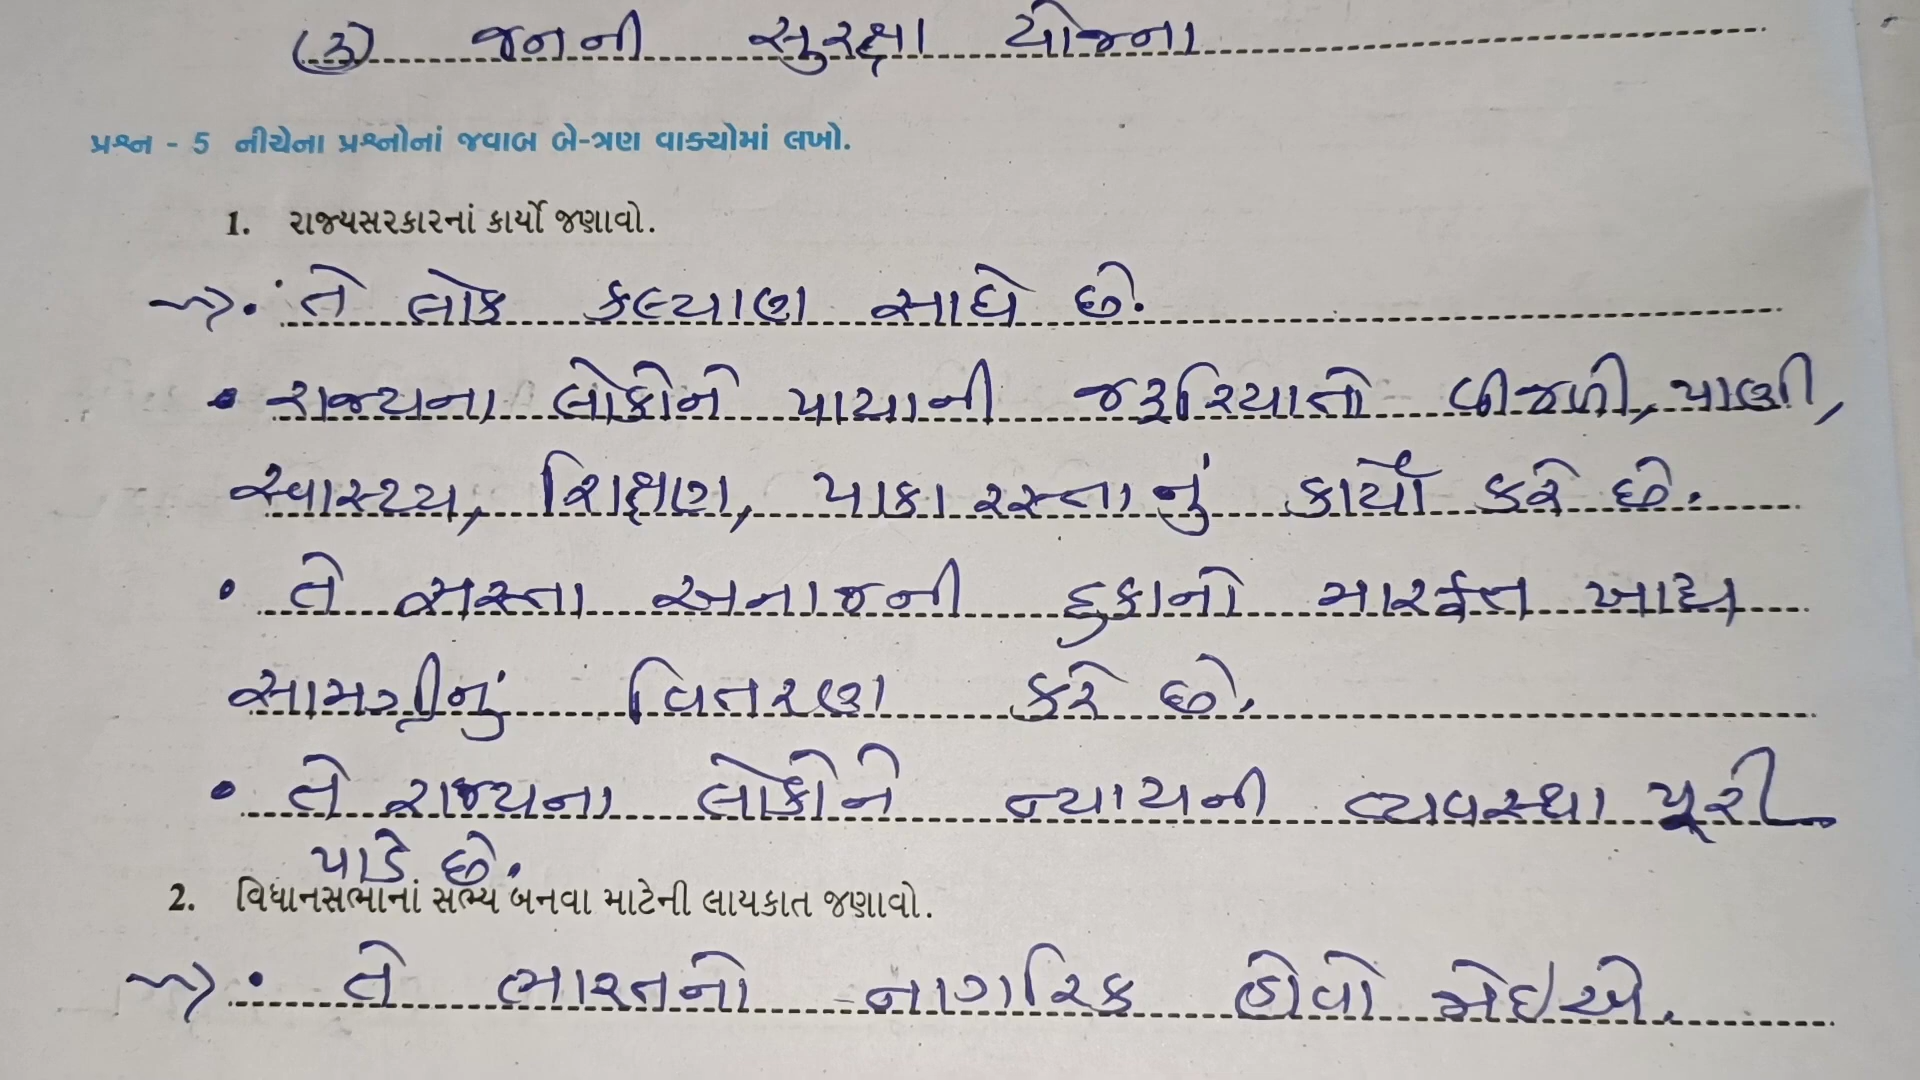 (૩) જનની સુરક્ષા યોજના
પ્રશ્ન - 5 નીચેના પ્રશ્નોનાં જવાબ બે-ત્રણ વાક્યોમાં લખો.
1. રાજ્યસરકારનાં કાર્યો જણાવો.
→ • તે લોક કલ્યાણ સાધે છે.
• રાજ્યના લોકોને પાયાની જરૂરિયાતો વીજળી, પાણી,
સ્વાસ્થ્ય, શિક્ષણ, પાકા રસ્તાનું કાર્યો કરે છે.
• તે સસ્તા અનાજની દુકાનો મારફત ખાદ્ય
સામગ્રીનું વિતરણ કરે છે.
• તે રાજ્યના લોકોને ન્યાયની વ્યવસ્થા પૂરી
પાડે છે.
2. વિધાનસભાનાં સભ્ય બનવા માટેની લાયકાત જણાવો.
→ • તે ભારતનો નાગરિક હોવો જોઇએ.